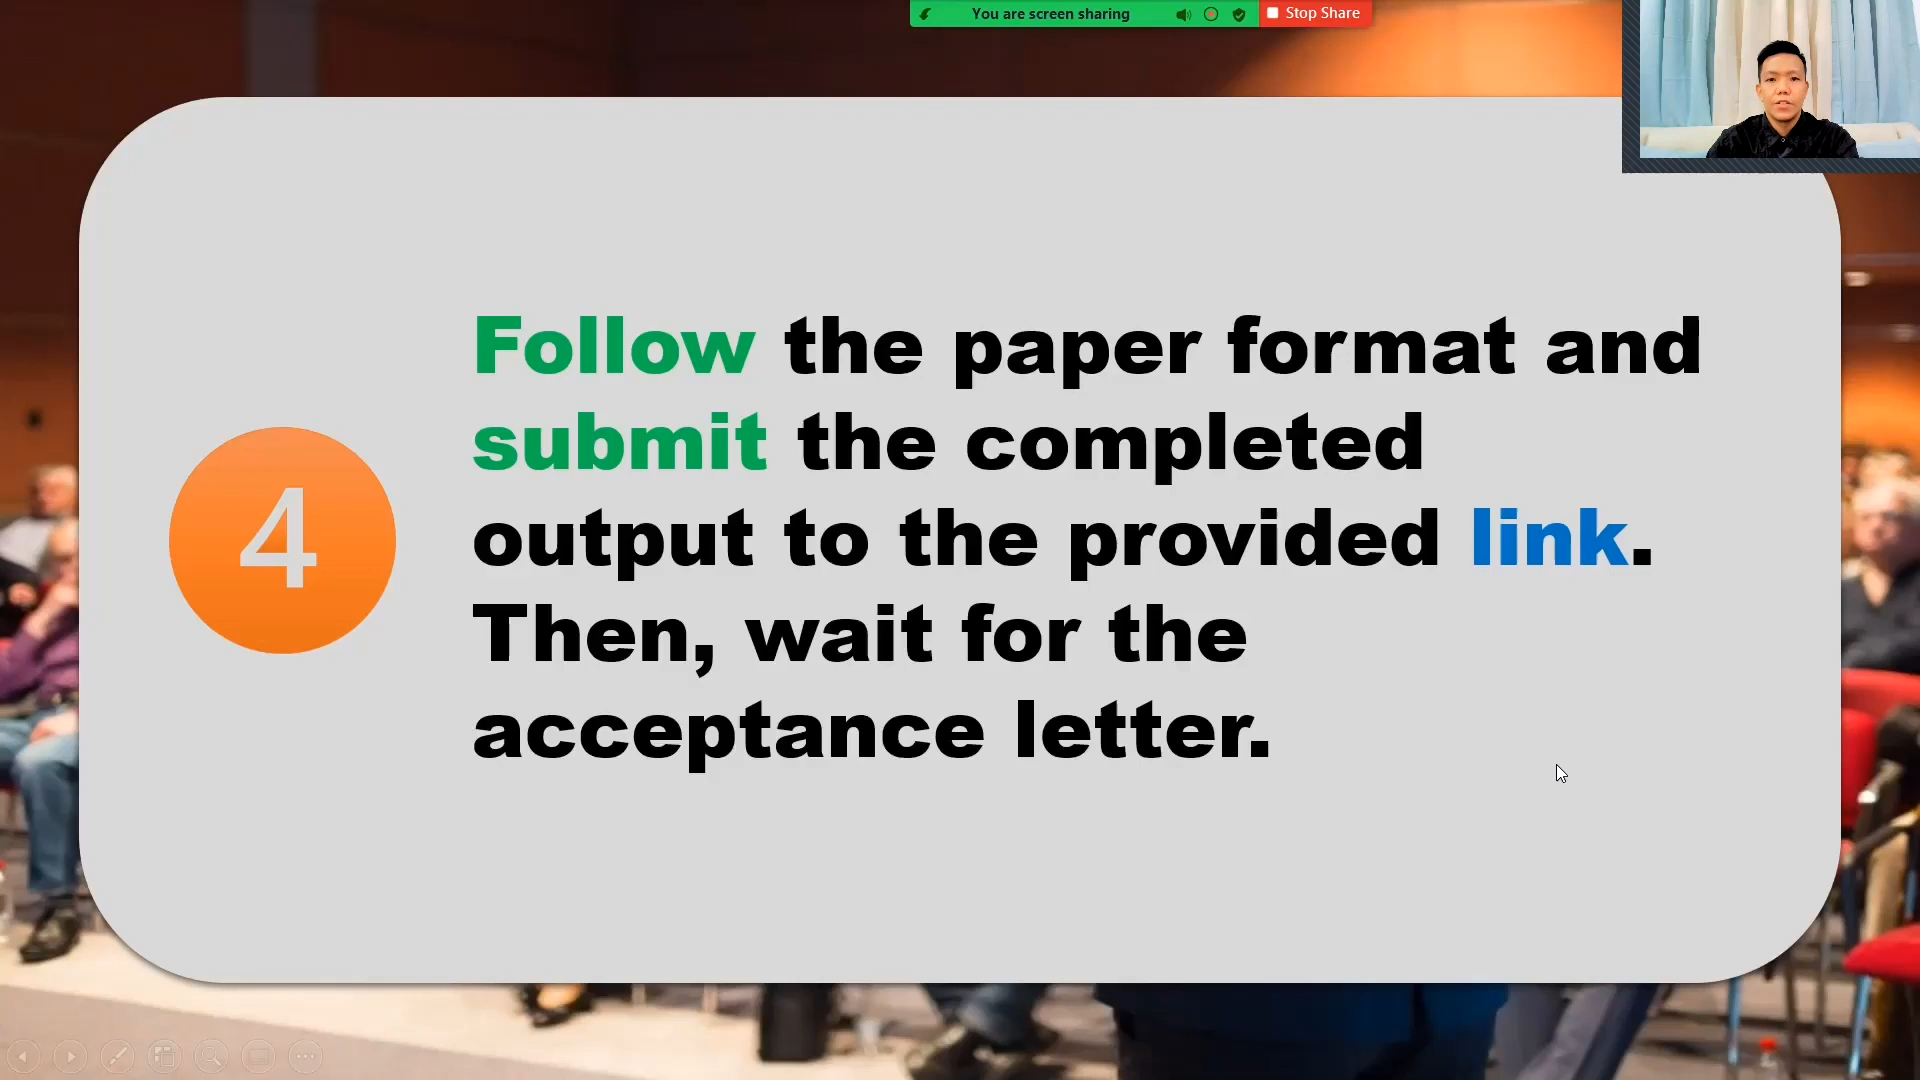 You are screen sharing Stop Share
4
Follow the paper format and
submit the completed
output to the provided link.
Then, wait for the
acceptance letter.